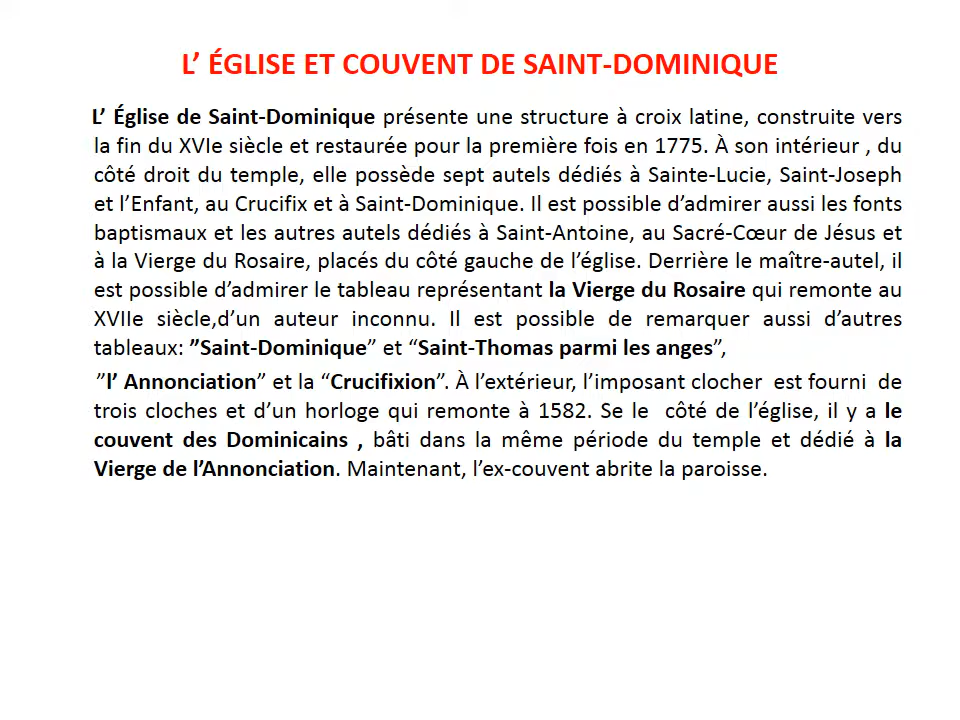 L’ ÉGLISE ET COUVENT DE SAINT-DOMINIQUE
L’ Église de Saint-Dominique présente une structure à croix latine, construite vers
la fin du XVIe siècle et restaurée pour la première fois en 1775. À son intérieur , du
côté droit du temple, elle possède sept autels dédiés à Sainte-Lucie, Saint-Joseph
et l’Enfant, au Crucifix et à Saint-Dominique. Il est possible d’admirer aussi les fonts
baptismaux et les autres autels dédiés à Saint-Antoine, au Sacré-Cœur de Jésus et
à la Vierge du Rosaire, placés du côté gauche de l’église. Derrière le maître-autel, il
est possible d’admirer le tableau représentant la Vierge du Rosaire qui remonte au
XVIIe siècle,d’un auteur inconnu. Il est possible de remarquer aussi d’autres
tableaux: ”Saint-Dominique” et “Saint-Thomas parmi les anges”,
”l’ Annonciation” et la “Crucifixion”. À l’extérieur, l’imposant clocher est fourni de
trois cloches et d’un horloge qui remonte à 1582. Se le côté de l’église, il y a le
couvent des Dominicains , bâti dans la même période du temple et dédié à la
Vierge de l’Annonciation. Maintenant, l’ex-couvent abrite la paroisse.